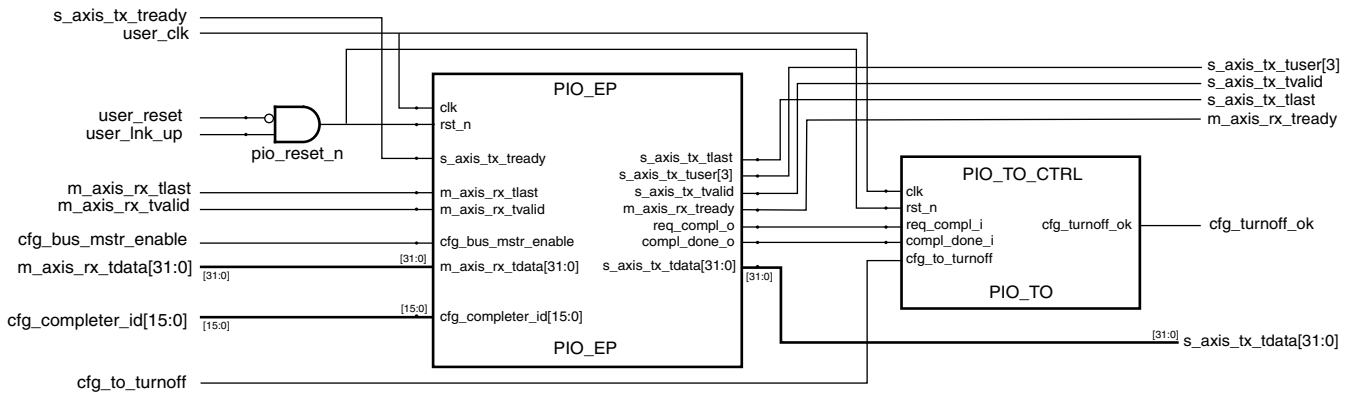 s_axis_tx_tready
user_clk
user_reset
user_lnk_up
pio_reset_n
m_axis_rx_tlast
m_axis_rx_tvalid
cfg_bus_mstr_enable
m_axis_rx_tdata[31:0]
[31:0]
[31:0]
cfg_completer_id[15:0]
[15:0]
[15:0]
cfg_to_turnoff
PIO_EP
clk
rst_n
s_axis_tx_tready
m_axis_rx_tlast
m_axis_rx_tvalid
cfg_bus_mstr_enable
m_axis_rx_tdata[31:0]
cfg_completer_id[15:0]
s_axis_tx_tlast
s_axis_tx_tuser[3]
s_axis_tx_tvalid
m_axis_rx_tready
req_compl_o
compl_done_o
s_axis_tx_tdata[31:0]
[31:0]
PIO_EP
PIO_TO_CTRL
clk
rst_n
req_compl_i
compl_done_i
cfg_to_turnoff
cfg_turnoff_ok
PIO_TO
s_axis_tx_tuser[3]
s_axis_tx_tvalid
s_axis_tx_tlast
m_axis_rx_tready
cfg_turnoff_ok
[31:0]
s_axis_tx_tdata[31:0]